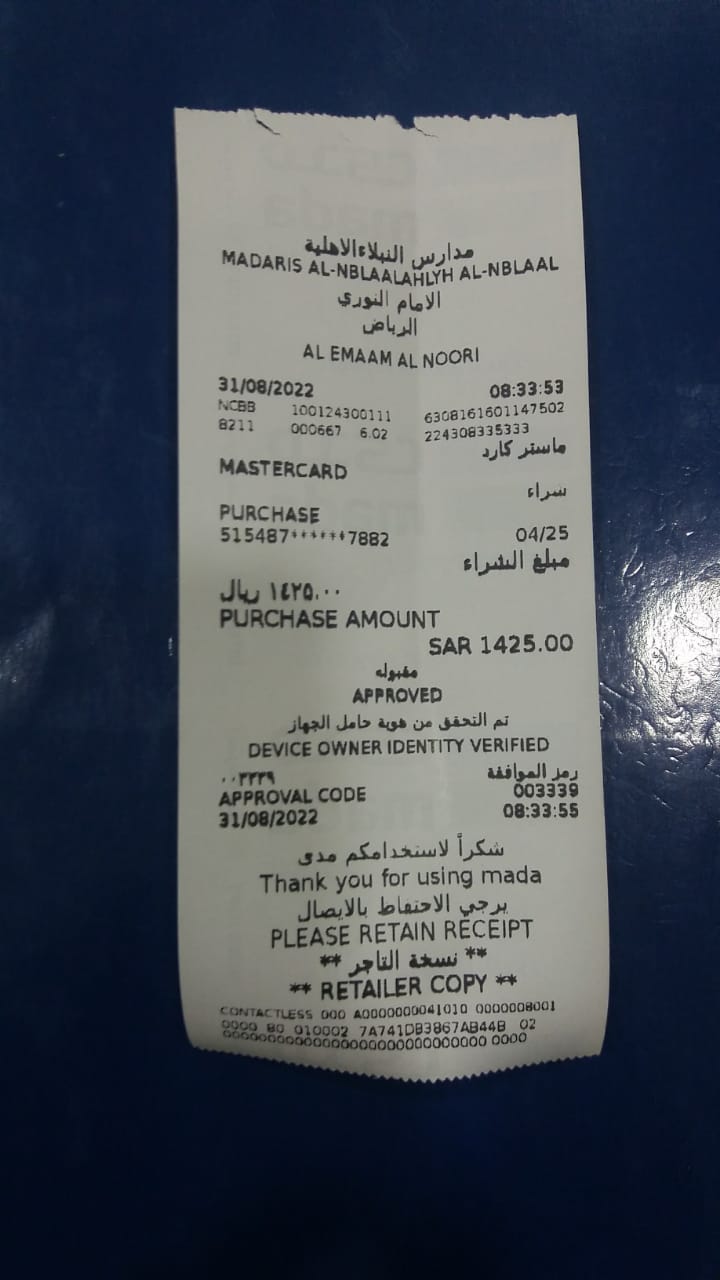 مدارس النبلاءالاهلية
MADARIS AL-NBLAALAHLYH AL-NBLAAL
الامام النوري
الرياض
AL EMAAM AL NOORI
31/08/2022 08:33:53
NCBB 100124300111 6308161601147502
8211 000667 6.02 224308335333
ماستر كارد
MASTERCARD
شراء
PURCHASE
515487******7882 04/25
مبلغ الشراء
١٤٢٥.٠٠ ريال
PURCHASE AMOUNT
SAR 1425.00
مقبوله
APPROVED
تم التحقق من هوية حامل الجهاز
DEVICE OWNER IDENTITY VERIFIED
رمز الموافقة ٠٠٣٣٣٩
APPROVAL CODE 003339
31/08/2022 08:33:55
شكراً لاستخدامكم مدى
Thank you for using mada
يرجي الاحتفاظ بالايصال
PLEASE RETAIN RECEIPT
** نسخة التاجر **
** RETAILER COPY **
CONTACTLESS 000 A0000000041010 0000008001
0000 80 010002 7A741DB3867AB44B 02